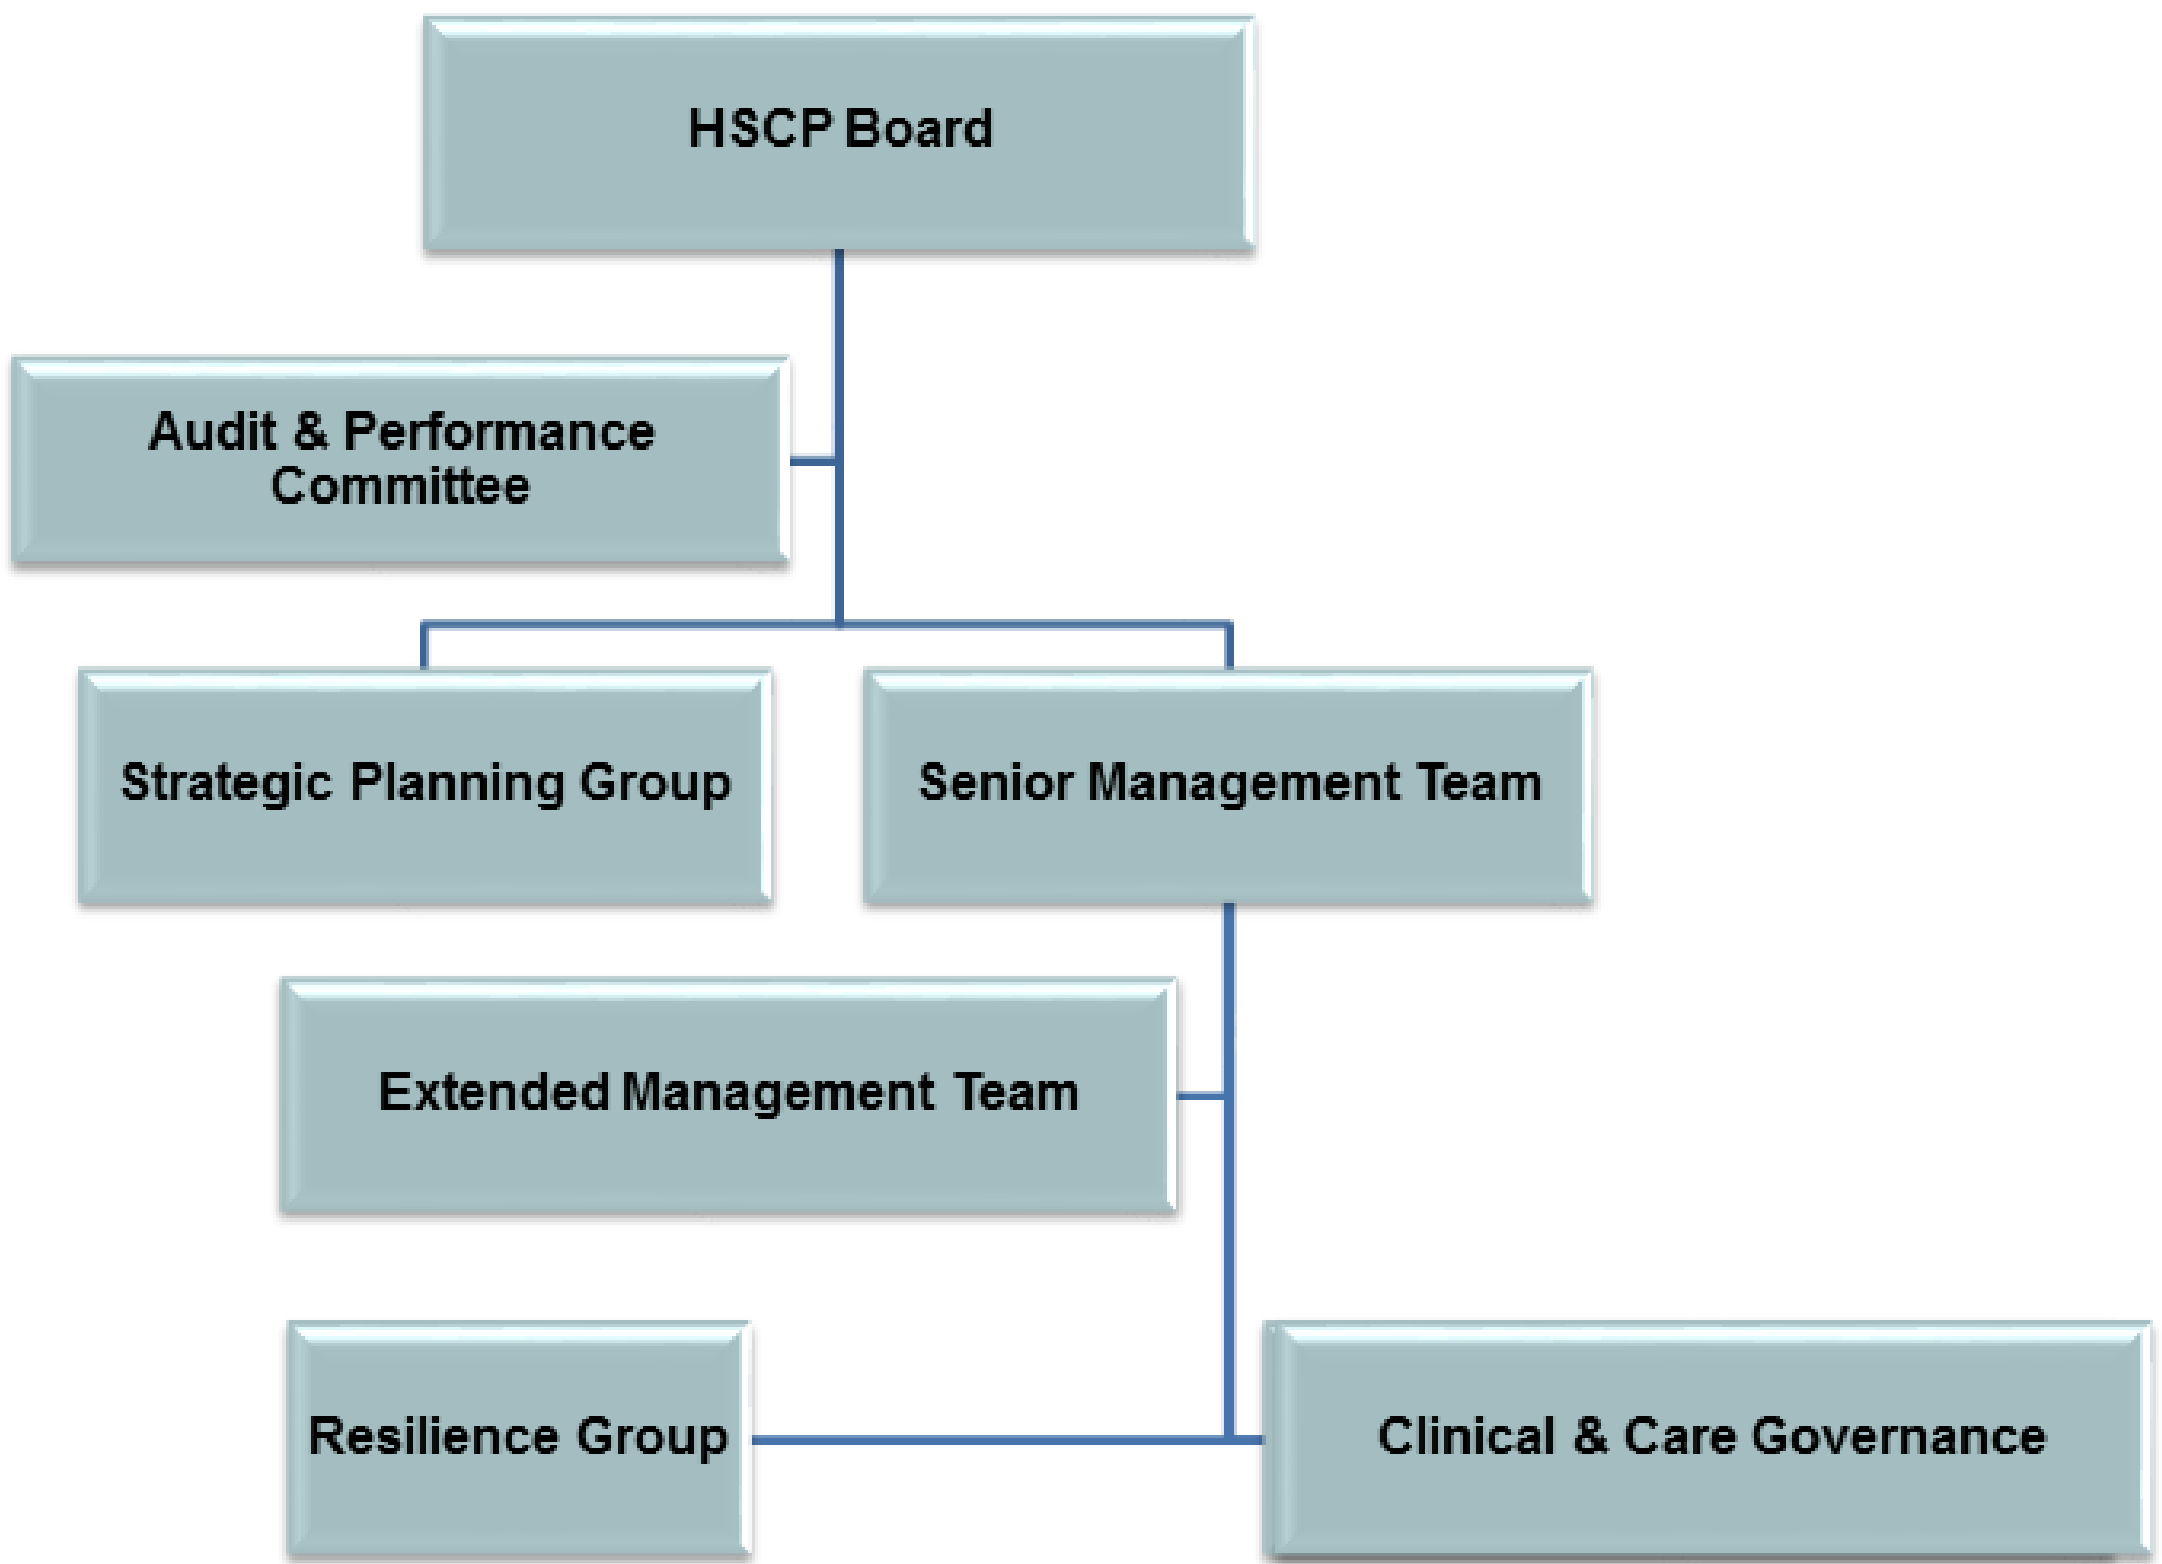 HSCP Board
Audit & Performance
Committee
Strategic Planning Group
Senior Management Team
Extended Management Team
Resilience Group
Clinical & Care Governance